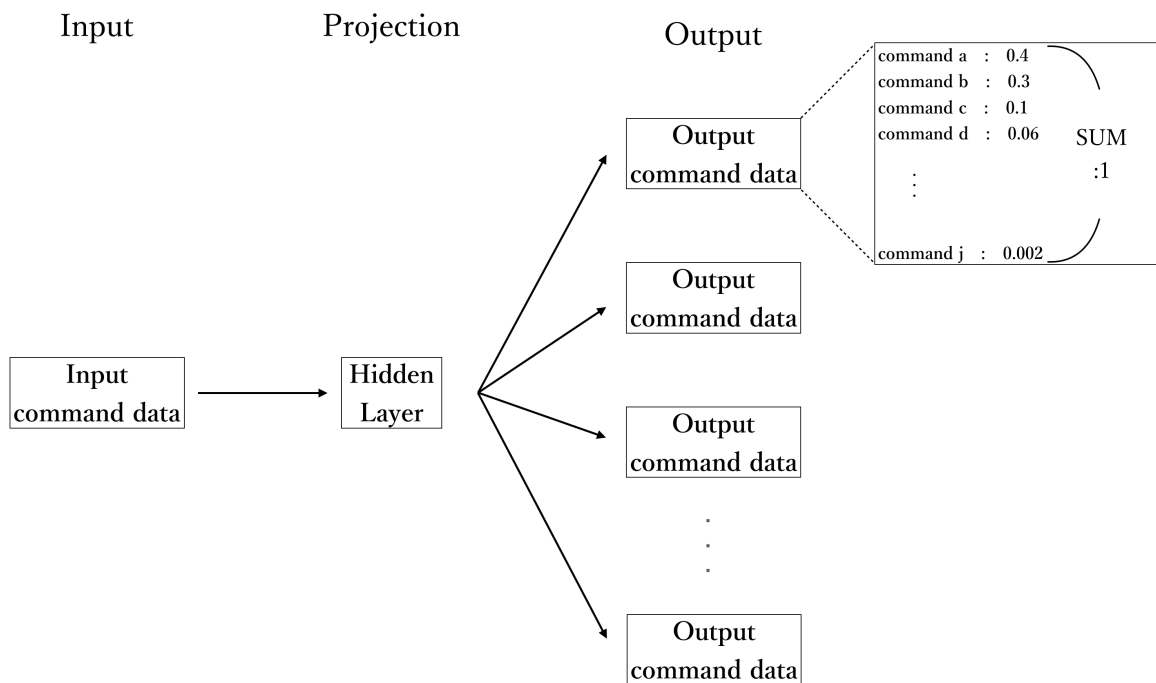 Input
Projection
Output
command a : 0.4
command b : 0.3
command c : 0.1
command d : 0.06
SUM
:1
command j : 0.002
Output
command data
Output
command data
Input
command data
Hidden
Layer
Output
command data
Output
command data